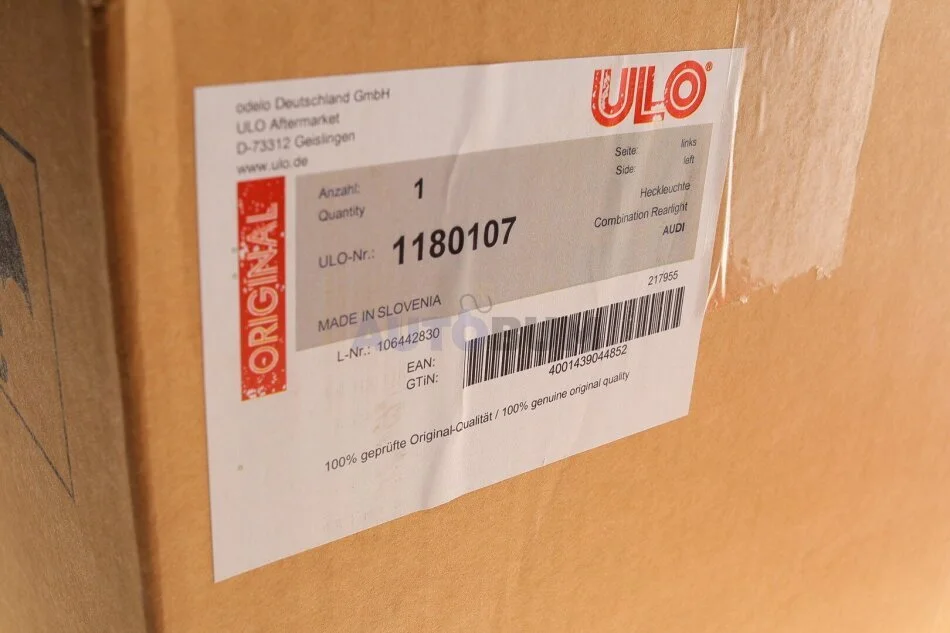 odelo Deutschland GmbH
ULO Aftermarket
D-73312 Geislingen
www.ulo.de
ULO®
ORIGINAL
Anzahl: 1
Quantity
Seite: links
Side: left
ULO-Nr.: 1180107
Heckleuchte
Combination Rearlight
AUDI
MADE IN SLOVENIA
217955
L-Nr.: 106442830
EAN:
GTiN:
4001439044852
100% geprüfte Original-Qualität / 100% genuine original quality